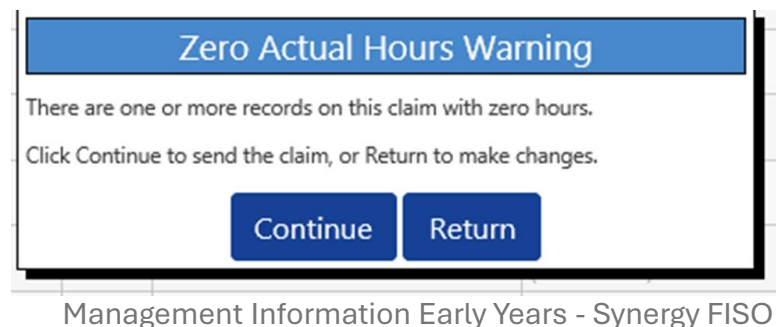 Zero Actual Hours Warning
There are one or more records on this claim with zero hours.
Click Continue to send the claim, or Return to make changes.
Continue Return
Management Information Early Years - Synergy FISO